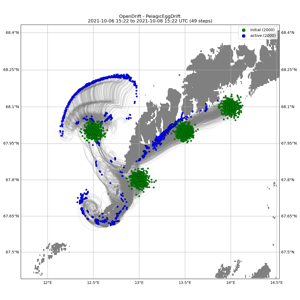 OpenDrift - PelagicEggDrift
2021-10-06 15:22 to 2021-10-08 15:22 UTC (49 steps)
initial (2000)
active (2000)
68.4°N
68.25°N
68.1°N
67.95°N
67.8°N
67.65°N
67.5°N
12°E 12.5°E 13°E 13.5°E 14°E 14.5°E